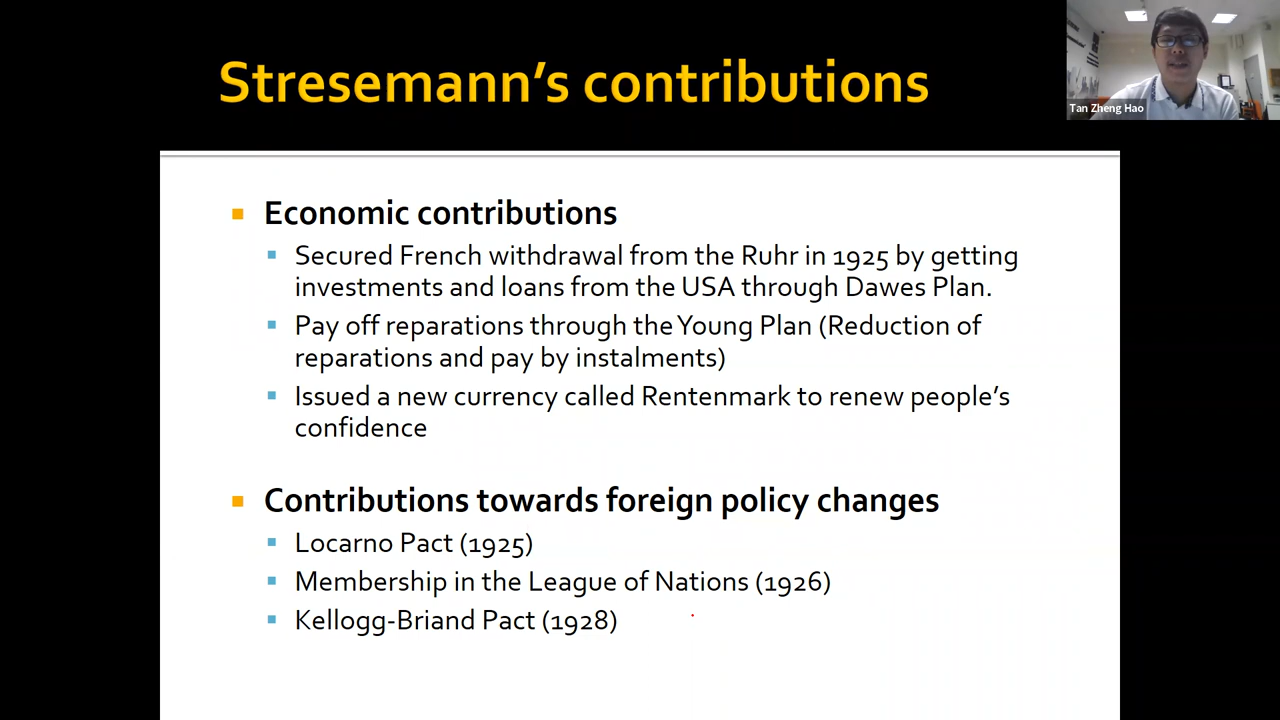 Stresemann's contributions
Tan Zheng Hao
Economic contributions
Secured French withdrawal from the Ruhr in 1925 by getting
investments and loans from the USA through Dawes Plan.
Pay off reparations through the Young Plan (Reduction of
reparations and pay by instalments)
Issued a new currency called Rentenmark to renew people's
confidence
Contributions towards foreign policy changes
Locarno Pact (1925)
Membership in the League of Nations (1926)
Kellogg-Briand Pact (1928)